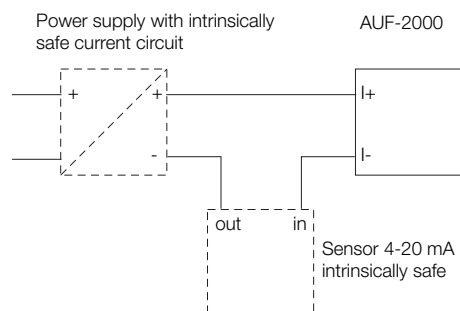 Power supply with intrinsically
safe current circuit
AUF-2000
+
+
I+
-
I-
out
in
Sensor 4-20 mA
intrinsically safe